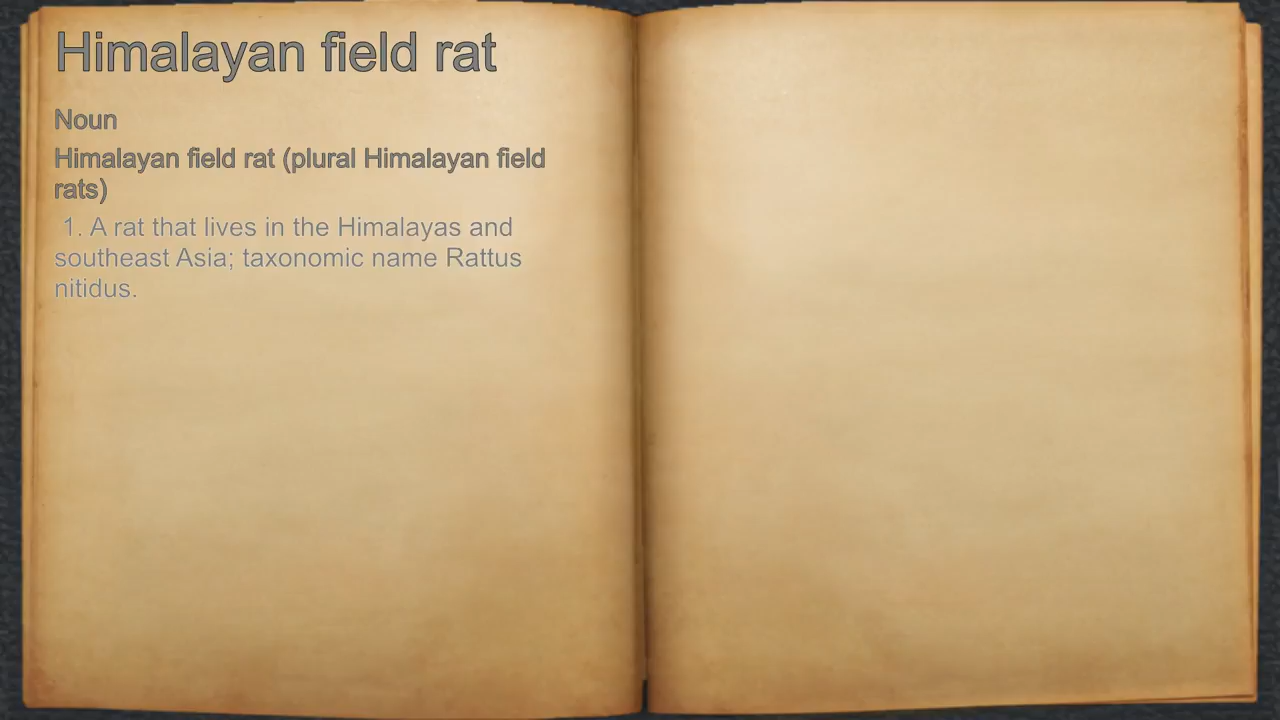 Himalayan field rat
Noun
Himalayan field rat (plural Himalayan field
rats)
1. A rat that lives in the Himalayas and
southeast Asia; taxonomic name Rattus
nitidus.